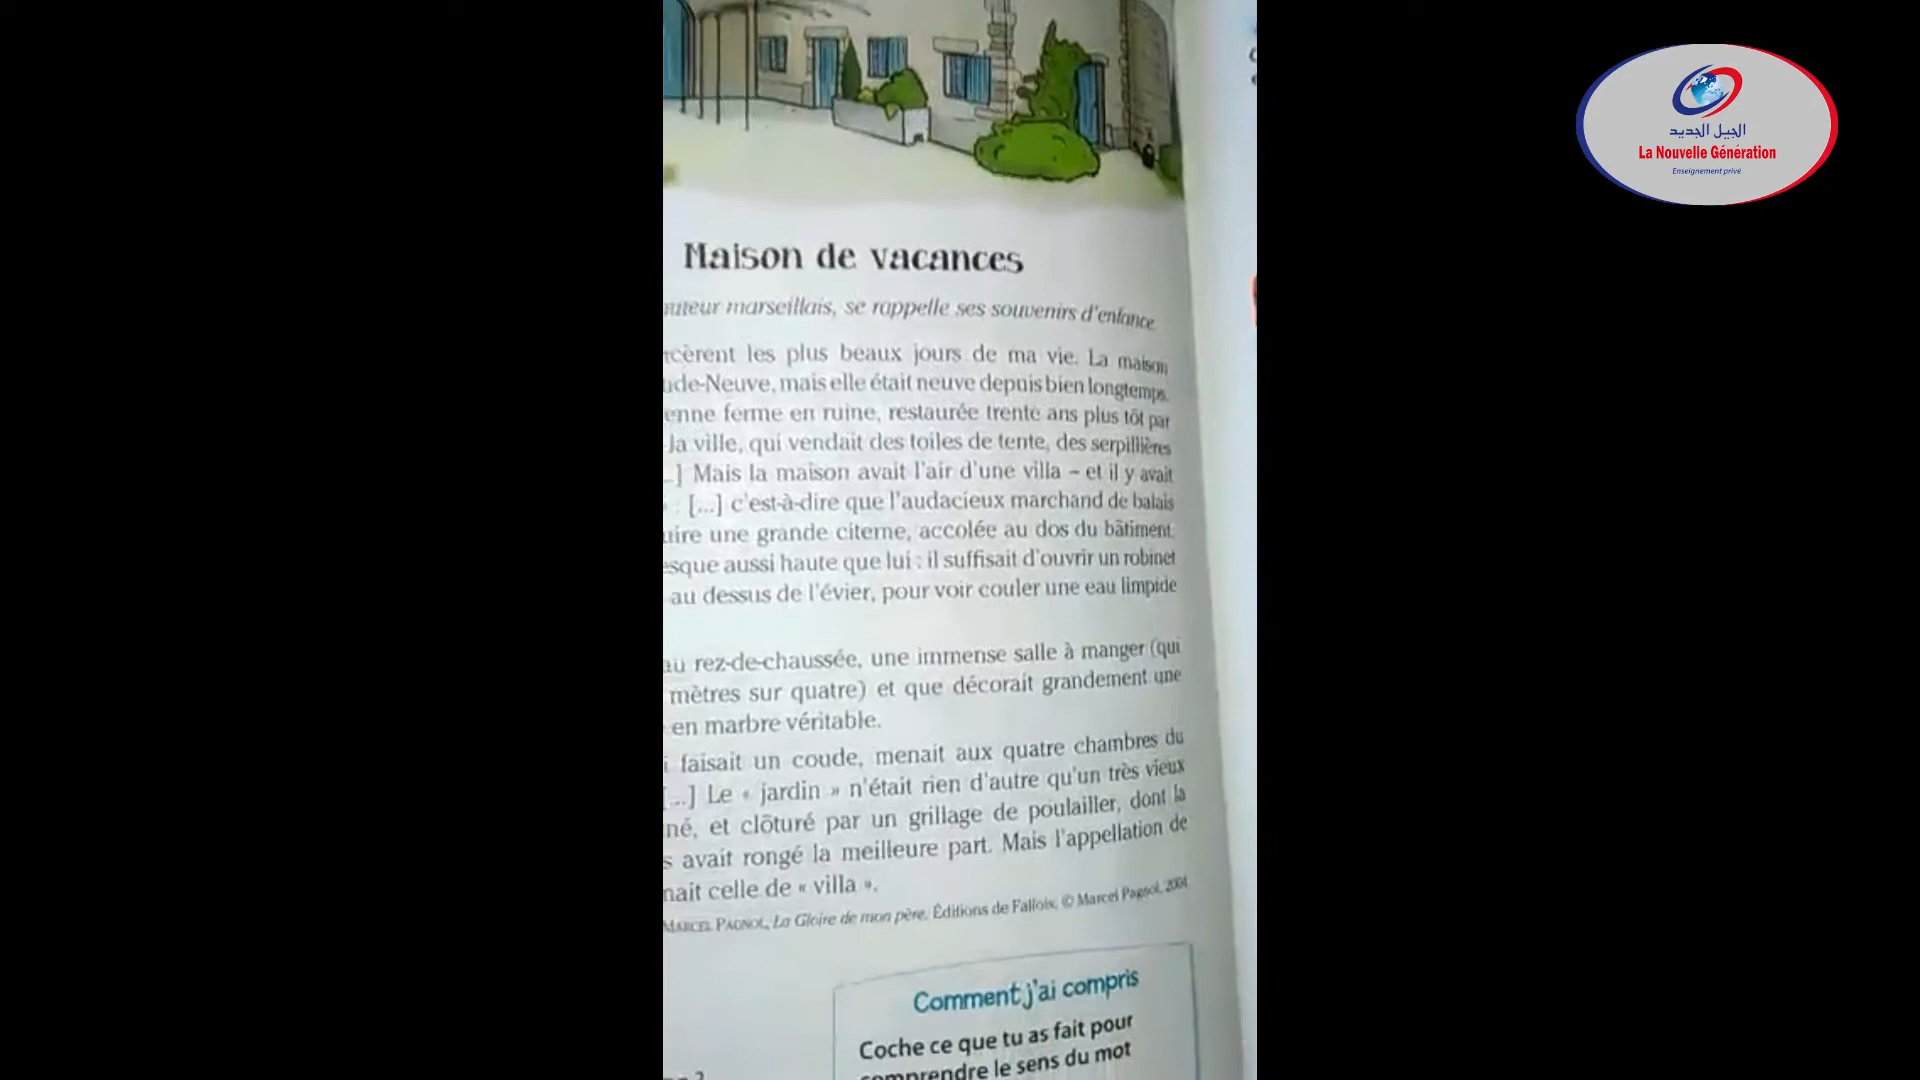 الجيل الجديد
La Nouvelle Génération
Enseignement privé
Maison de vacances
marseillais, se rappelle ses souvenirs d'enfance
les plus beaux jours de ma vie. La maison
-Neuve, mais elle était neuve depuis bien longtemps.
enne ferme en ruine, restaurée trente ans plus tôt par
la ville, qui vendait des toiles de tente, des serpillières
...] Mais la maison avait l'air d'une villa – et il y avait
: [...] c'est-à-dire que l'audacieux marchand de balais
uire une grande citerne, accolée au dos du bâtiment,
esque aussi haute que lui : il suffisait d'ouvrir un robinet
au dessus de l'évier, pour voir couler une eau limpide
au rez-de-chaussée, une immense salle à manger (qui
mètres sur quatre) et que décorait grandement une
en marbre véritable.
i faisait un coude, menait aux quatre chambres du
[...] Le « jardin » n'était rien d'autre qu'un très vieux
né, et clôturé par un grillage de poulailler, dont la
s avait rongé la meilleure part. Mais l'appellation de
nait celle de « villa ».
MARCEL PAGNOL, La Gloire de mon père, Éditions de Fallois, © Marcel Pagnol, 2004
Comment j'ai compris
Coche ce que tu as fait pour
comprendre le sens du mot